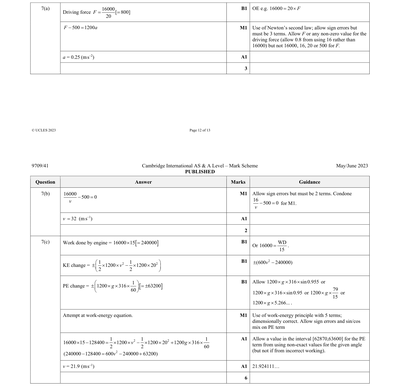 7(a) Driving force F = 16000/20 [= 800] B1 OE e.g. 16000 = 20 × F
F − 500 = 1200a M1 Use of Newton's second law; allow sign errors but
must be 3 terms. Allow F or any non-zero value for the
driving force (allow 0.8 from using 16 rather than
16000) but not 16000, 16, 20 or 500 for F.
a = 0.25 (m s⁻²) A1
3
© UCLES 2023 Page 12 of 13
9709/41 Cambridge International AS & A Level – Mark Scheme May/June 2023
PUBLISHED
Question Answer Marks Guidance
7(b) 16000/v − 500 = 0 M1 Allow sign errors but must be two terms. Condone
16/v − 500 = 0 for M1.
v = 32 (m s⁻¹) A1
2
7(c) Work done by engine = 16000 × 15 [= 240000] B1 Or 16000 = WD/15 .
KE change = ±(1/2 × 1200 × v² − 1/2 × 1200 × 20²) B1 ±(600v² − 240000)
PE change = ±(1200 × g × 316 × 1/60) [= ±63200] B1 Allow 1200 × g × 316 × sin 0.955 or
1200 × g × 316 × sin 0.95 or 1200 × g × 79/15 or
1200 × g × 5.266…
Attempt at work-energy equation. M1 Use of work-energy principle with 5 terms;
dimensionally correct. Allow sign errors and sin/cos
mix on PE term
16000 × 15 − 128400 = 1/2 × 1200 × v² − 1/2 × 1200 × 20² + 1200g × 316 × 1/60 A1 Allow a value in the interval [62870,63600] for the PE
term from using non-exact values for the given angle
(but not if from incorrect working).
(240000 − 128400 = 600v² − 240000 + 63200)
v = 21.9 (m s⁻¹) A1 21.924111…
6